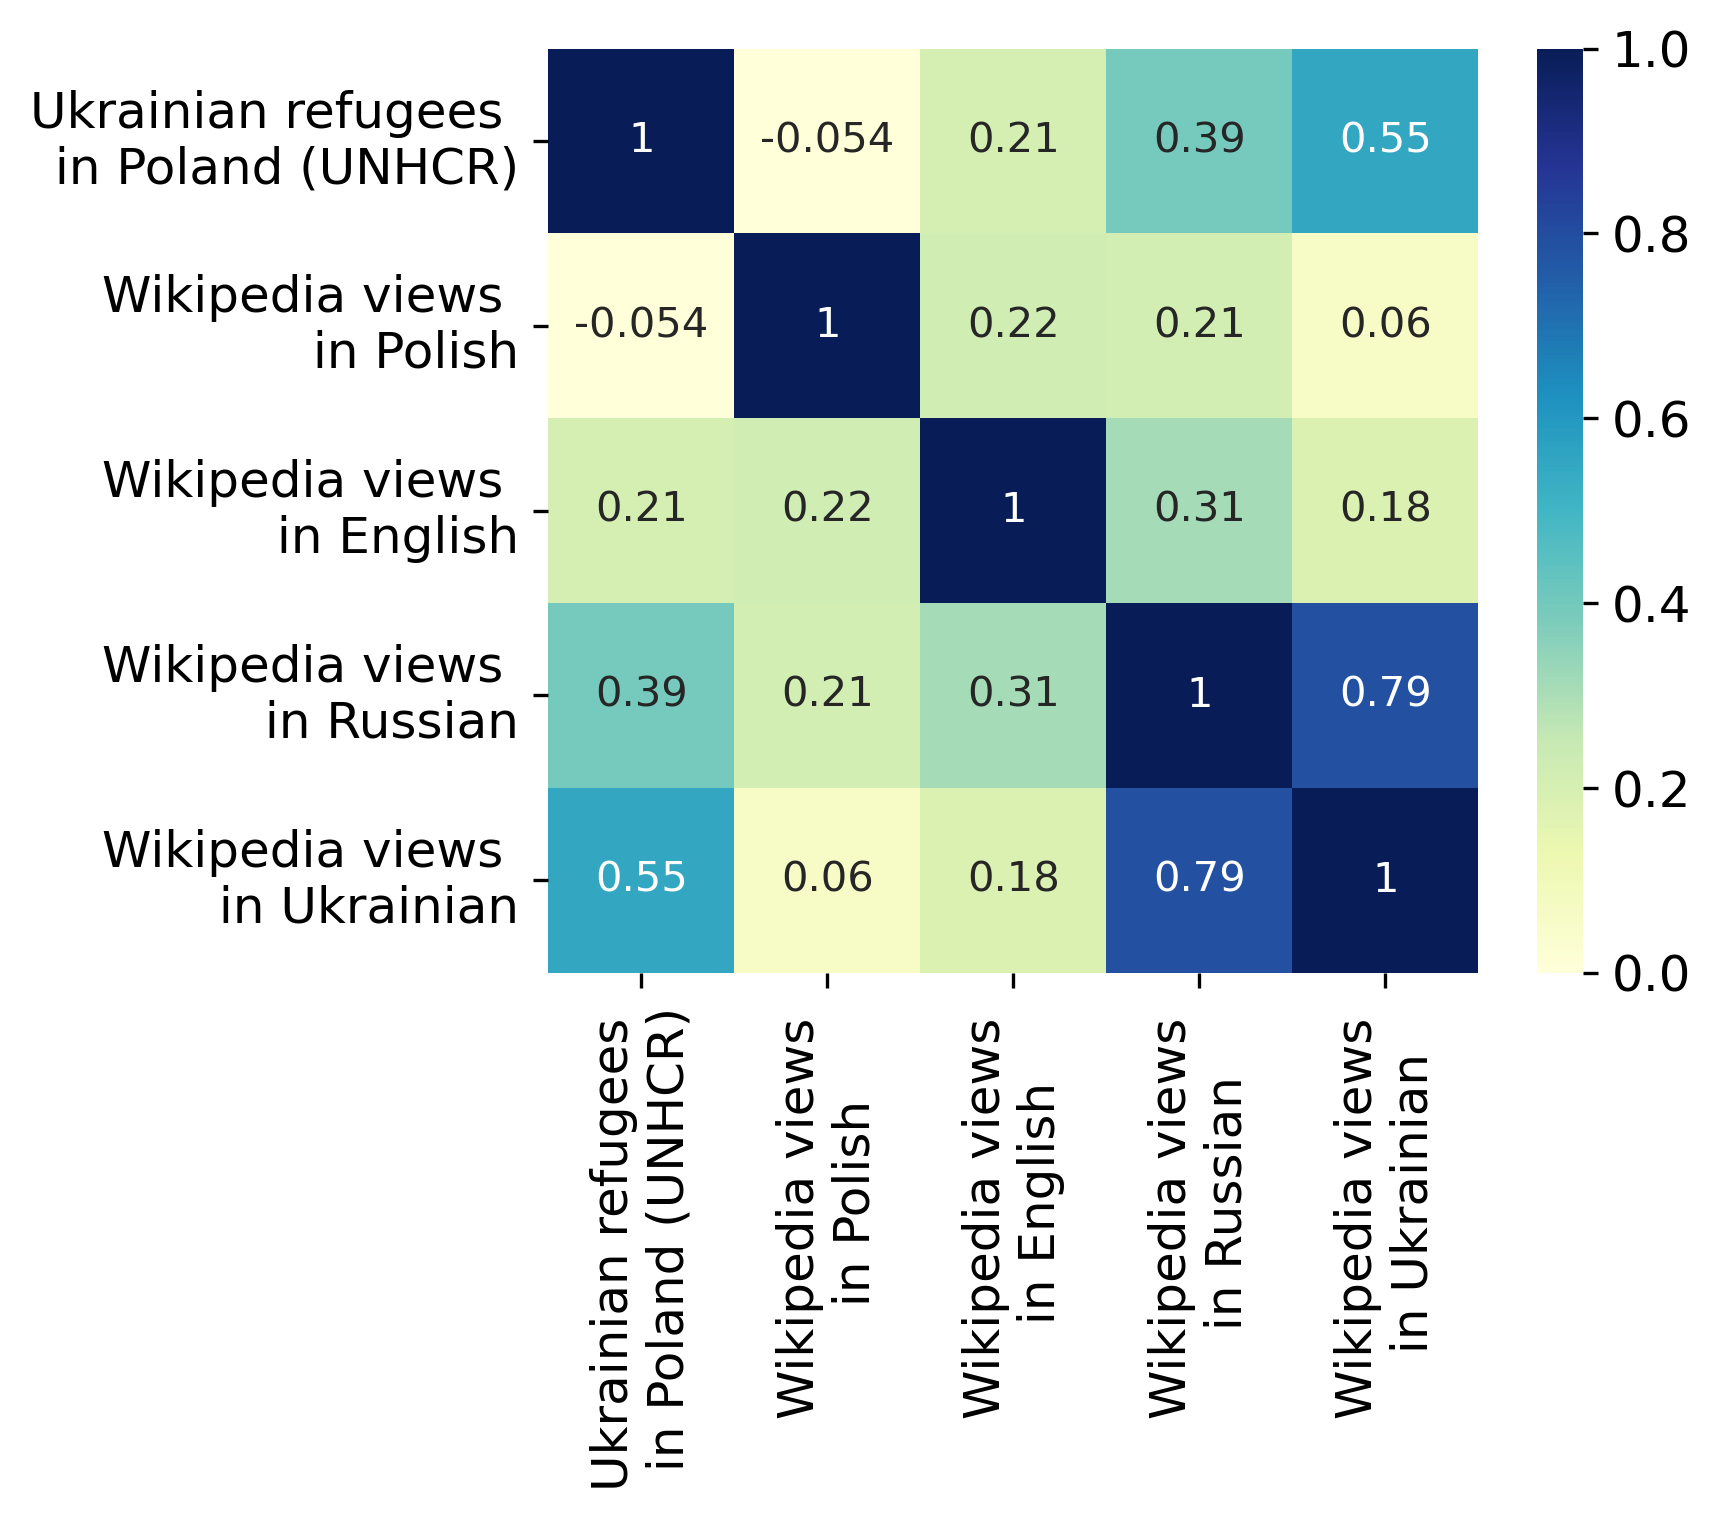 Ukrainian refugees
in Poland (UNHCR)
1
-0.054
0.21
0.39
0.55
Wikipedia views
in Polish
-0.054
1
0.22
0.21
0.06
Wikipedia views
in English
0.21
0.22
1
0.31
0.18
Wikipedia views
in Russian
0.39
0.21
0.31
1
0.79
Wikipedia views
in Ukrainian
0.55
0.06
0.18
0.79
1
Ukrainian refugees
in Poland (UNHCR)
Wikipedia views
in Polish
Wikipedia views
in English
Wikipedia views
in Russian
Wikipedia views
in Ukrainian
1.0
0.8
0.6
0.4
0.2
0.0